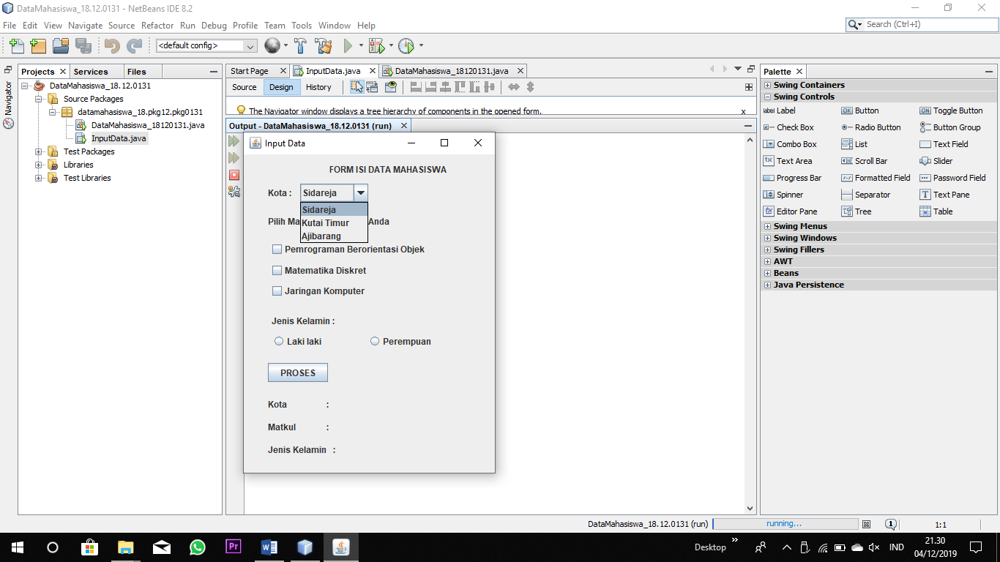 DataMahasiswa_18.12.0131 - NetBeans IDE 8.2
File Edit View Navigate Source Refactor Run Debug Profile Team Tools Window Help
Search (Ctrl+I)
<default config>
Projects Services Files
Navigator
DataMahasiswa_18.12.0131
Source Packages
datamahasiswa_18.pkg12.pkg0131
DataMahasiswa_18120131.java
InputData.java
Test Packages
Libraries
Test Libraries
Start Page InputData.java DataMahasiswa_18120131.java
Source Design History
The Navigator window displays a tree hierarchy of components in the opened form. x
Output - DataMahasiswa_18.12.0131 (run)
Input Data
FORM ISI DATA MAHASISWA
Kota : Sidareja
Sidareja
Kutai Timur
Ajibarang
Pilih Ma Anda
Pemrograman Berorientasi Objek
Matematika Diskret
Jaringan Komputer
Jenis Kelamin :
Laki laki Perempuan
PROSES
Kota :
Matkul :
Jenis Kelamin :
Palette
Swing Containers
Swing Controls
Label OK Button ON Toggle Button
Check Box Radio Button Button Group
Combo Box List Text Field
Text Area Scroll Bar Slider
Progress Bar Formatted Field Password Field
Spinner Separator Text Pane
Editor Pane Tree Table
Swing Menus
Swing Windows
Swing Fillers
AWT
Beans
Java Persistence
DataMahasiswa_18.12.0131 (run) running... 1 1:1
Pr Desktop IND 21.30
04/12/2019